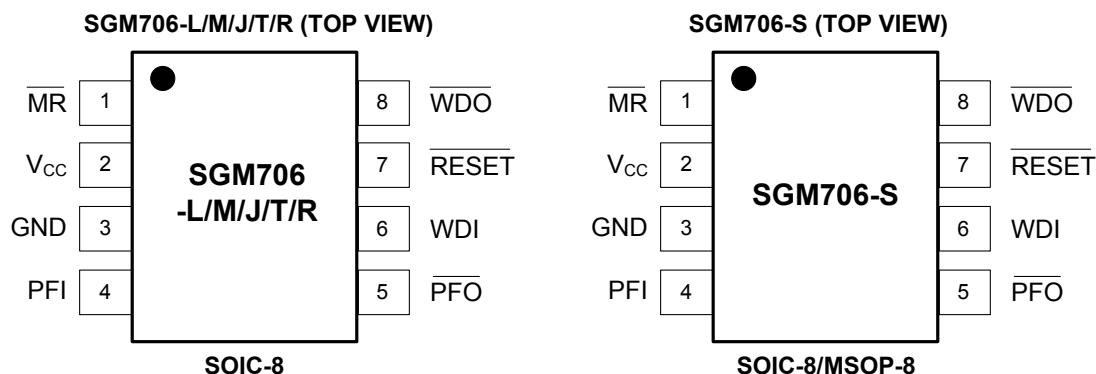 SGM706-L/M/J/T/R (TOP VIEW)
MR 1
8 WDO
VCC 2
7 RESET
SGM706
-L/M/J/T/R
GND 3
6 WDI
PFI 4
5 PFO
SOIC-8
SGM706-S (TOP VIEW)
MR 1
8 WDO
VCC 2
7 RESET
SGM706-S
GND 3
6 WDI
PFI 4
5 PFO
SOIC-8/MSOP-8